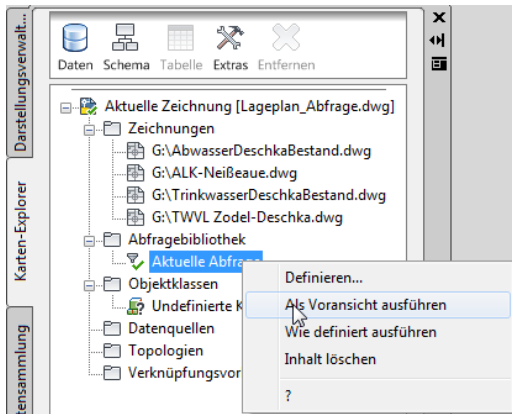 Darstellungsverwalt...
Karten-Explorer
tensammlung
Daten Schema Tabelle Extras Entfernen
Aktuelle Zeichnung [Lageplan_Abfrage.dwg]
Zeichnungen
G:\AbwasserDeschkaBestand.dwg
G:\ALK-Neißeaue.dwg
G:\TrinkwasserDeschkaBestand.dwg
G:\TWVL Zodel-Deschka.dwg
Abfragebibliothek
Aktuelle Abfrage
Objektklassen
Undefinierte K
Datenquellen
Topologien
Verknüpfungsvor
Definieren...
Als Voransicht ausführen
Wie definiert ausführen
Inhalt löschen
?